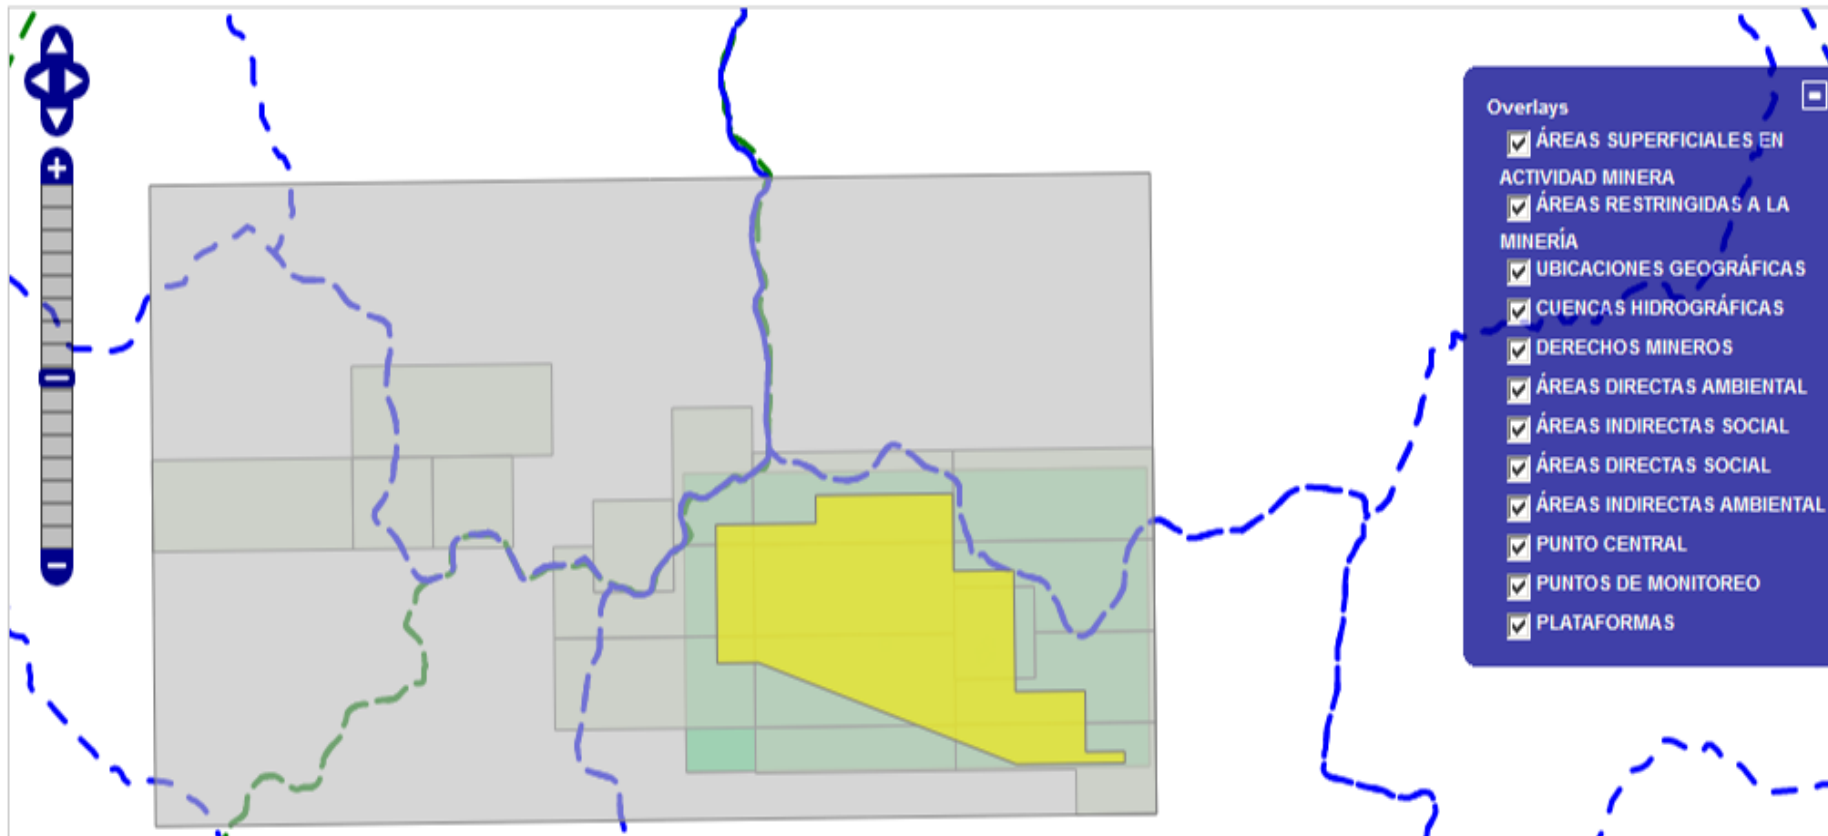 Overlays
ÁREAS SUPERFICIALES EN
ACTIVIDAD MINERA
ÁREAS RESTRINGIDAS A LA
MINERÍA
UBICACIONES GEOGRÁFICAS
CUENCAS HIDROGRÁFICAS
DERECHOS MINEROS
ÁREAS DIRECTAS AMBIENTAL
ÁREAS INDIRECTAS SOCIAL
ÁREAS DIRECTAS SOCIAL
ÁREAS INDIRECTAS AMBIENTAL
PUNTO CENTRAL
PUNTOS DE MONITOREO
PLATAFORMAS